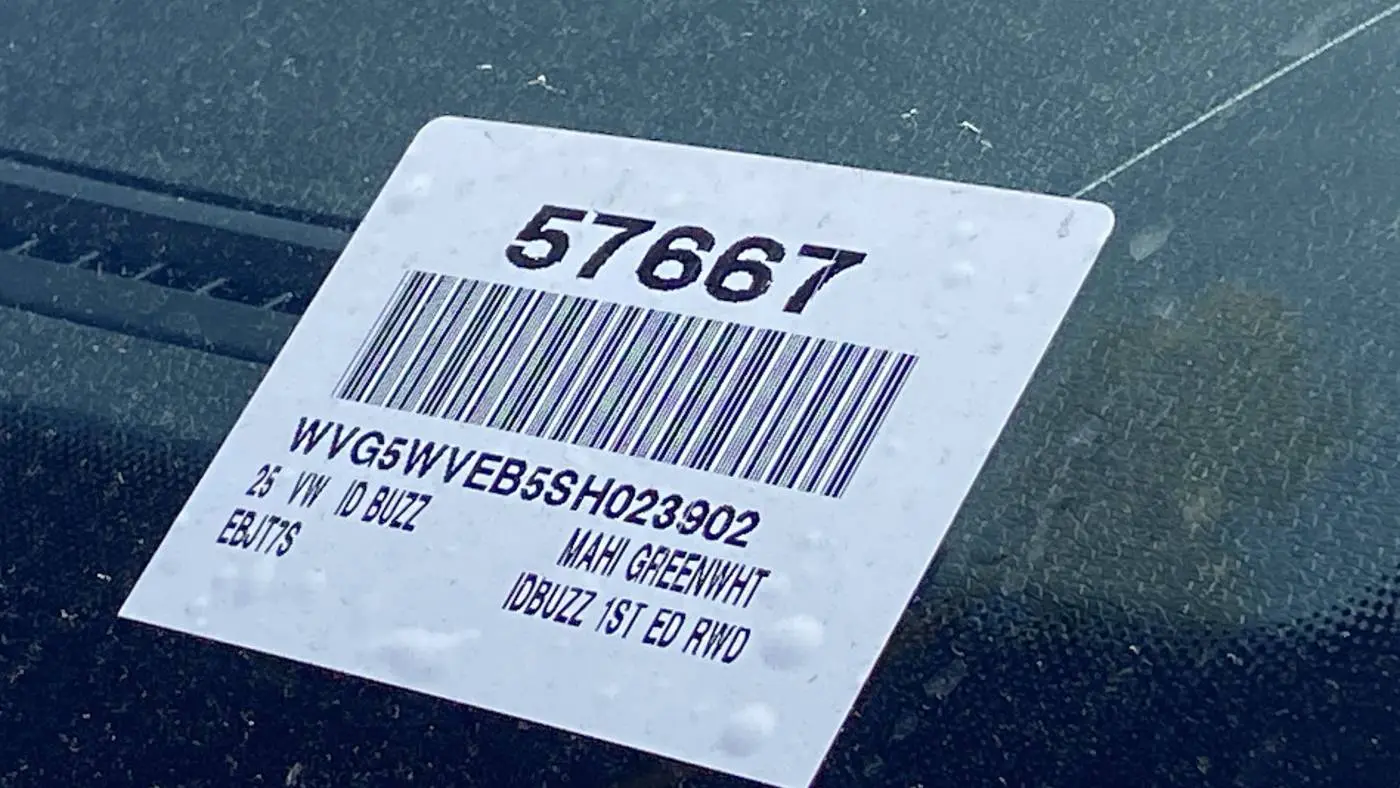 57667
WVG5WVEB5SH023902
25 VW ID BUZZ
MAHI GREENWHT
EBJT7S
IDBUZZ 1ST ED RWD